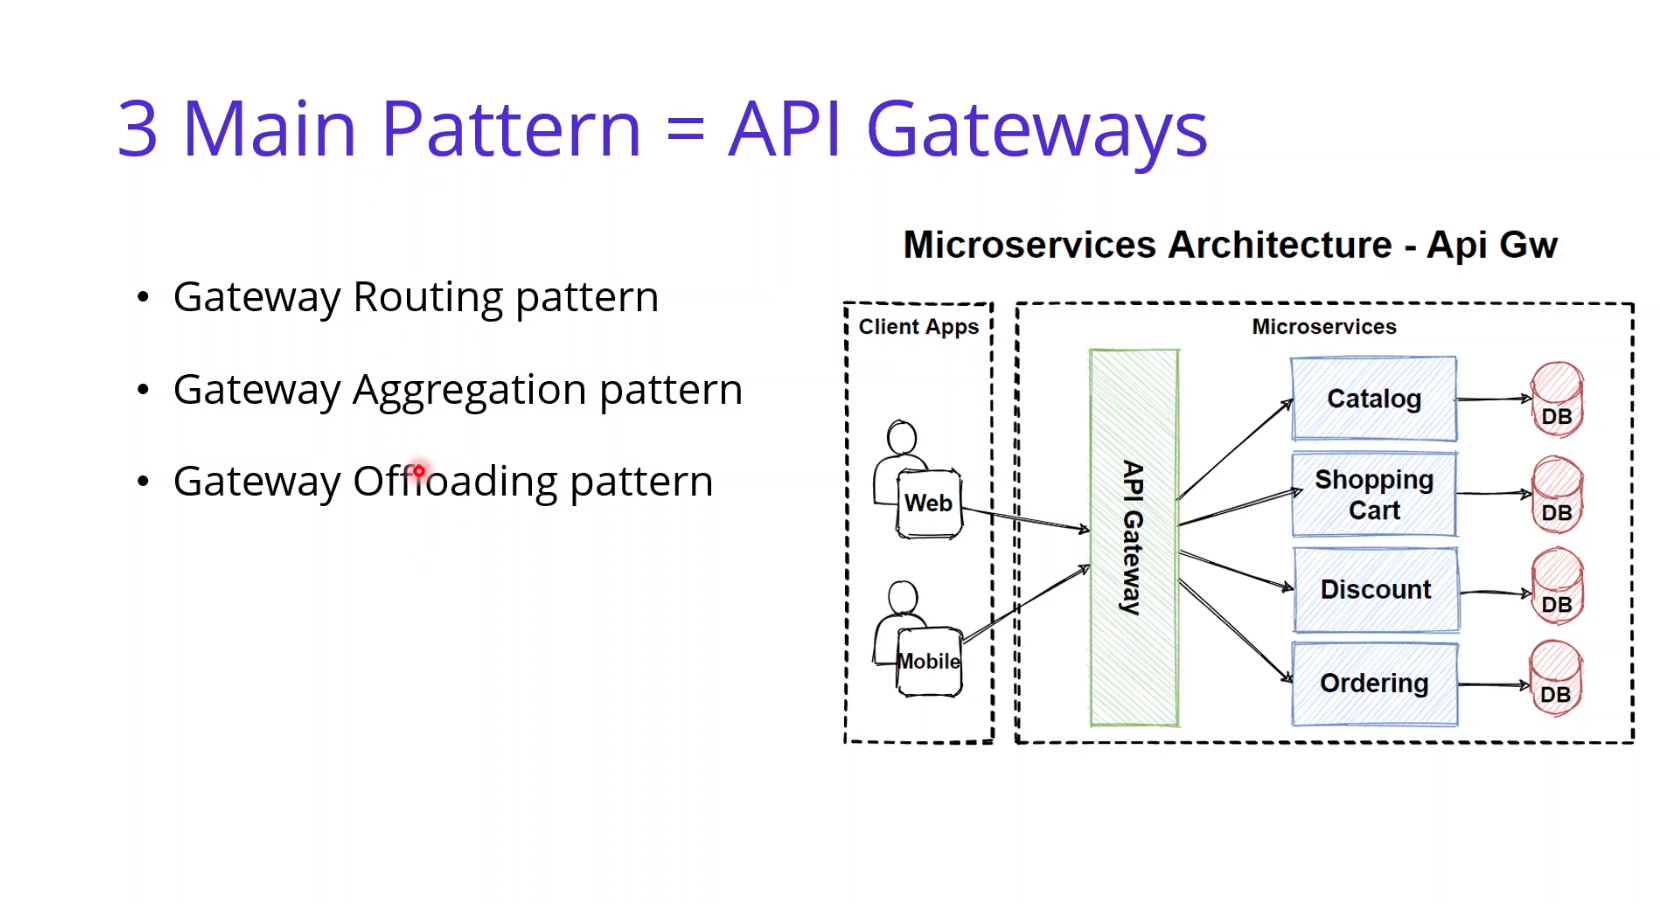 3 Main Pattern = API Gateways
• Gateway Routing pattern
• Gateway Aggregation pattern
• Gateway Offloading pattern
Microservices Architecture - Api Gw
Client Apps
Web
Mobile
Microservices
API Gateway
Catalog
DB
Shopping
Cart
DB
Discount
DB
Ordering
DB